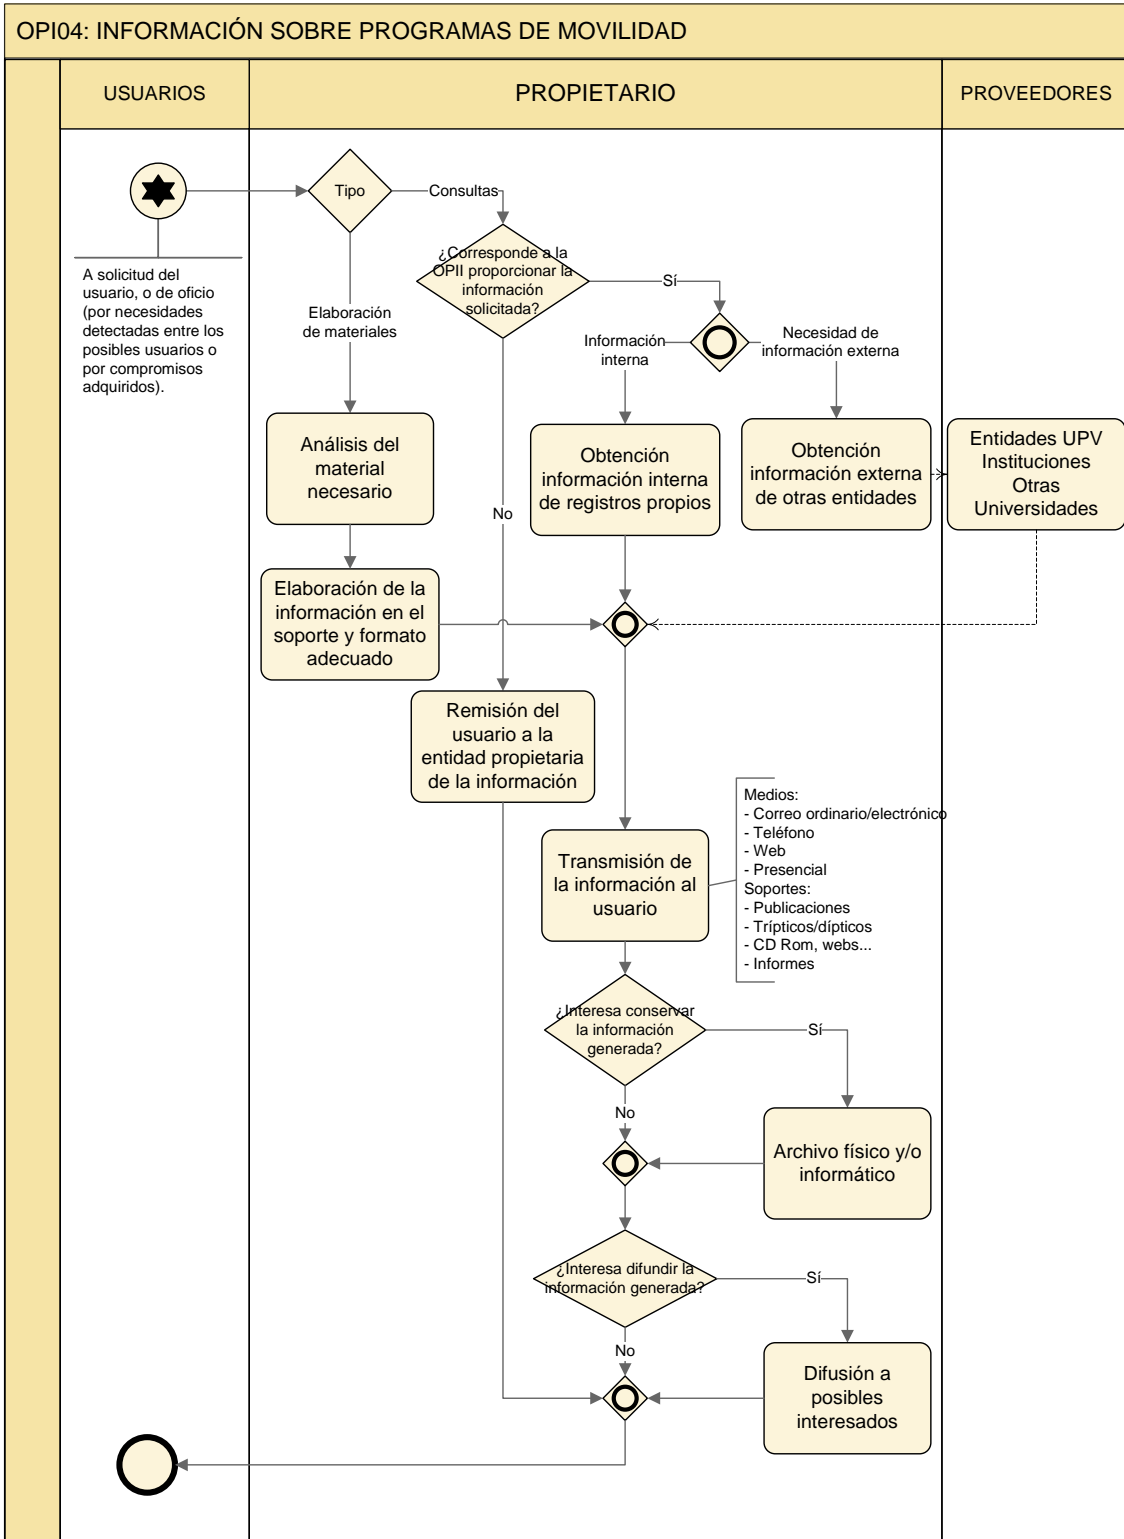 OPI04: INFORMACIÓN SOBRE PROGRAMAS DE MOVILIDAD
USUARIOS
PROPIETARIO
PROVEEDORES
Tipo
Consultas
A solicitud del
usuario, o de oficio
(por necesidades
detectadas entre los
posibles usuarios o
por compromisos
adquiridos).
¿Corresponde a la
OPII proporcionar la
información
solicitada?
Sí
Elaboración
de materiales
Información
interna
Necesidad de
información externa
Análisis del
material
necesario
Obtención
información interna
de registros propios
Obtención
información externa
de otras entidades
Entidades UPV
Instituciones
Otras
Universidades
No
Elaboración de la
información en el
soporte y formato
adecuado
Remisión del
usuario a la
entidad propietaria
de la información
Transmisión de
la información al
usuario
Medios:
- Correo ordinario/electrónico
- Teléfono
- Web
- Presencial
Soportes:
- Publicaciones
- Trípticos/dípticos
- CD Rom, webs...
- Informes
¿Interesa conservar
la información
generada?
Sí
No
Archivo físico y/o
informático
¿Interesa difundir la
información generada?
Sí
No
Difusión a
posibles
interesados